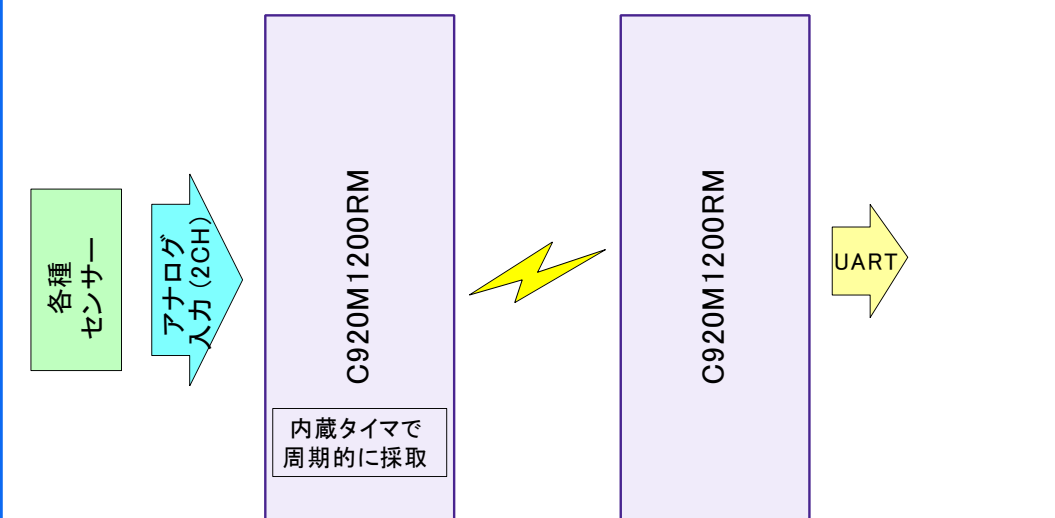 各種
センサー
アナログ
入力(2CH)
C920M1200RM
内蔵タイマで
周期的に採取
C920M1200RM
UART